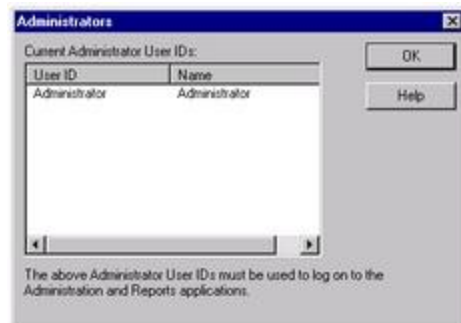 Administrators
Current Administrator User IDs:
OK
User ID Name
Administrator Administrator
Help
The above Administrator User IDs must be used to log on to the
Administration and Reports applications.